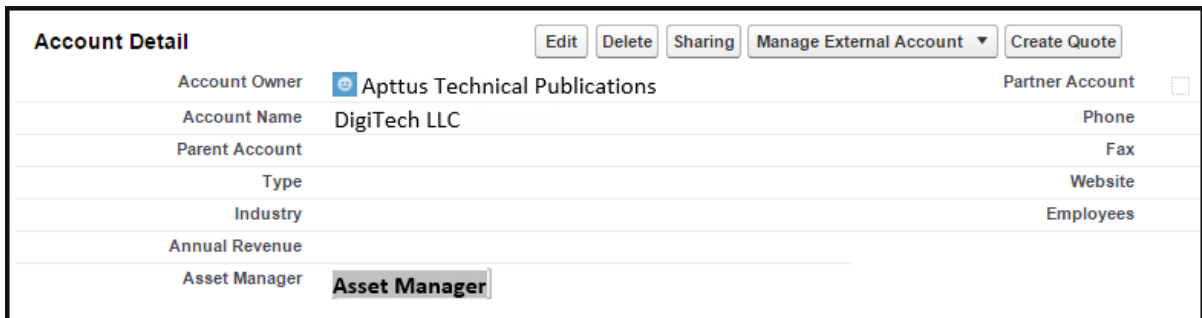 Account Detail Edit Delete Sharing Manage External Account Create Quote
Account Owner Apttus Technical Publications Partner Account
Account Name DigiTech LLC Phone
Parent Account Fax
Type Website
Industry Employees
Annual Revenue
Asset Manager Asset Manager